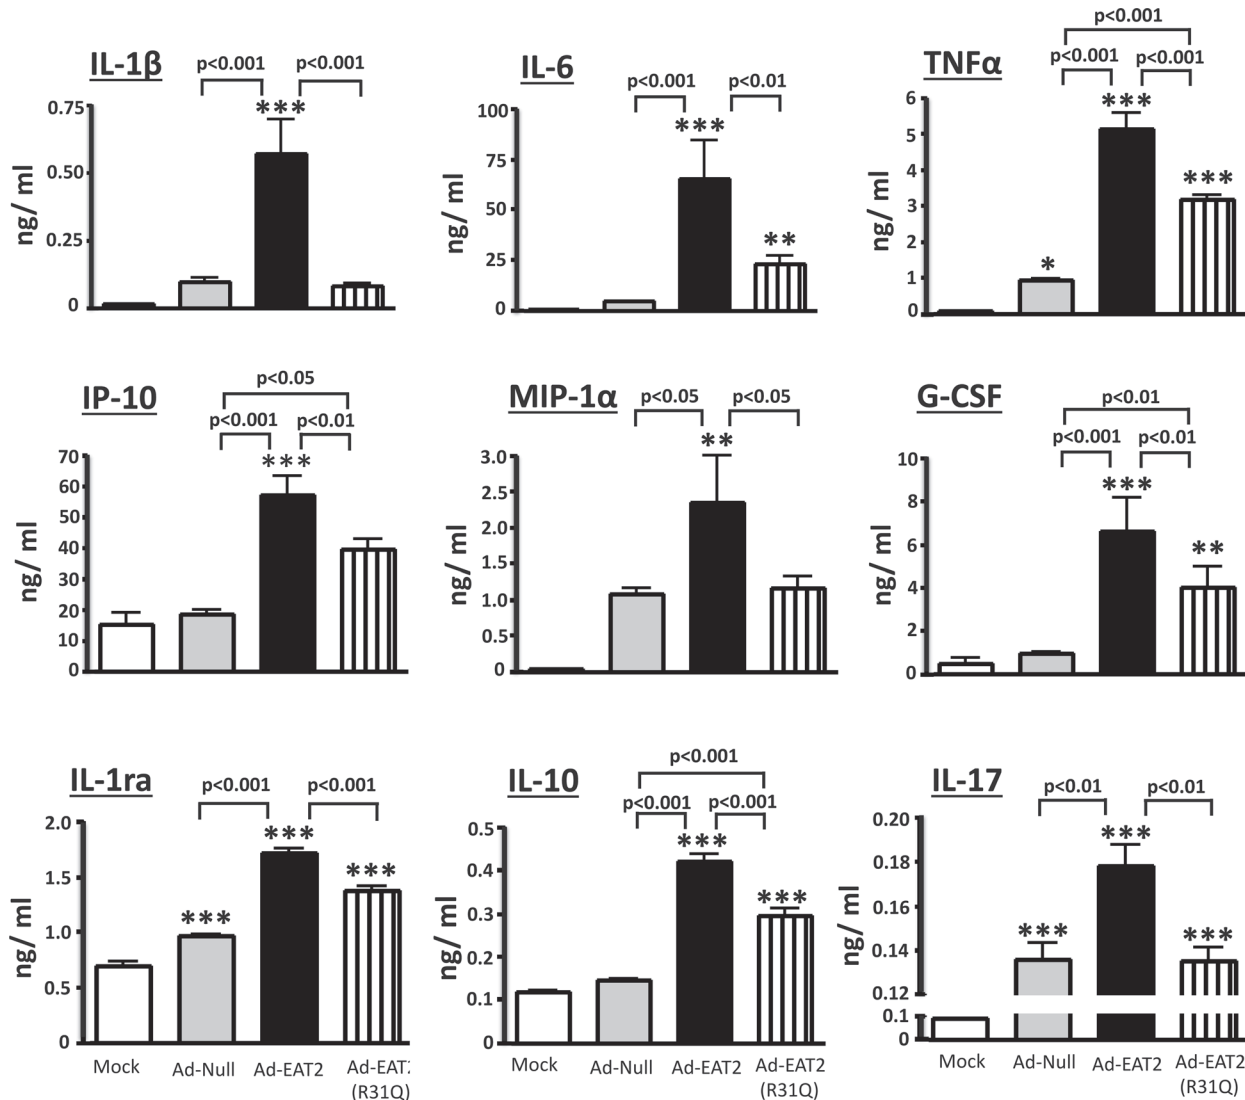 IL-1β
p<0.001
p<0.001
***
0.75
0.50
0.25
0
ng/ ml
IL-6
p<0.001
p<0.01
***
**
100
75
50
25
0
ng/ ml
TNFα
p<0.001
p<0.001
p<0.001
***
***
*
6
5
4
3
2
1
0
ng/ ml
IP-10
p<0.05
p<0.001
p<0.01
***
70
60
50
40
30
20
10
0
ng/ ml
MIP-1α
p<0.05
p<0.05
**
3.0
2.5
2.0
1.5
1.0
0.5
0
ng/ ml
G-CSF
p<0.01
p<0.001
p<0.01
***
**
10
8
6
4
2
0
ng/ ml
IL-1ra
p<0.001
p<0.001
***
***
***
2.0
1.5
1.0
0.5
0
ng/ ml
Mock
Ad-Null
Ad-EAT2
Ad-EAT2
(R31Q)
IL-10
p<0.001
p<0.001
p<0.001
***
***
0.5
0.4
0.3
0.2
0.1
0
ng/ ml
Mock
Ad-Null
Ad-EAT2
Ad-EAT2
(R31Q)
IL-17
p<0.01
p<0.01
***
***
***
0.20
0.18
0.16
0.14
0.12
0.1
0
ng/ ml
Mock
Ad-Null
Ad-EAT2
Ad-EAT2
(R31Q)